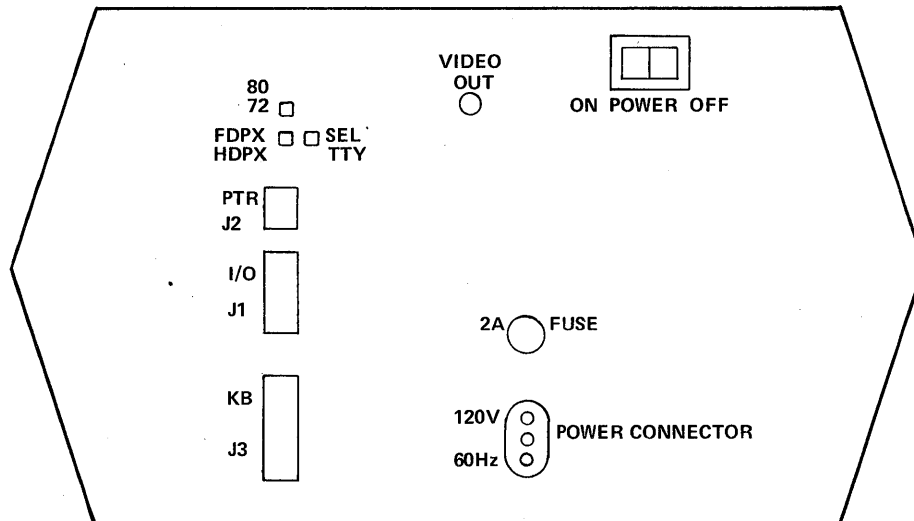 VIDEO
OUT
ON POWER OFF
80
72
FDPX SEL
HDPX TTY
PTR
J2
I/O
J1
2A FUSE
KB
J3
120V
60Hz
POWER CONNECTOR